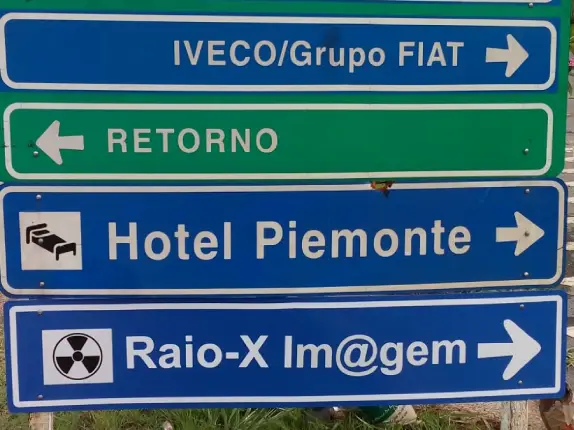 IVECO/Grupo FIAT
RETORNO
Hotel Piemonte
Raio-X Im@gem